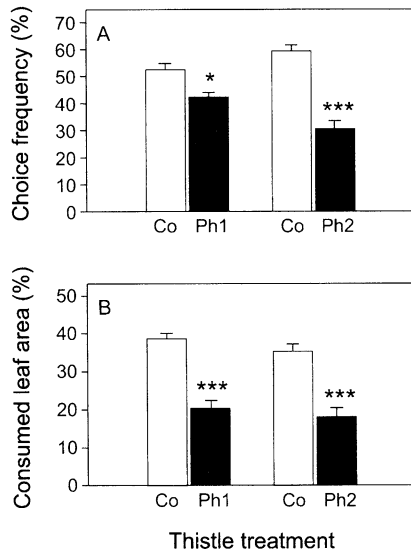 A
Choice frequency (%)
70
60
50
40
30
20
10
0
*
***
Co Ph1 Co Ph2
B
Consumed leaf area (%)
50
40
30
20
10
0
***
***
Co Ph1 Co Ph2
Thistle treatment